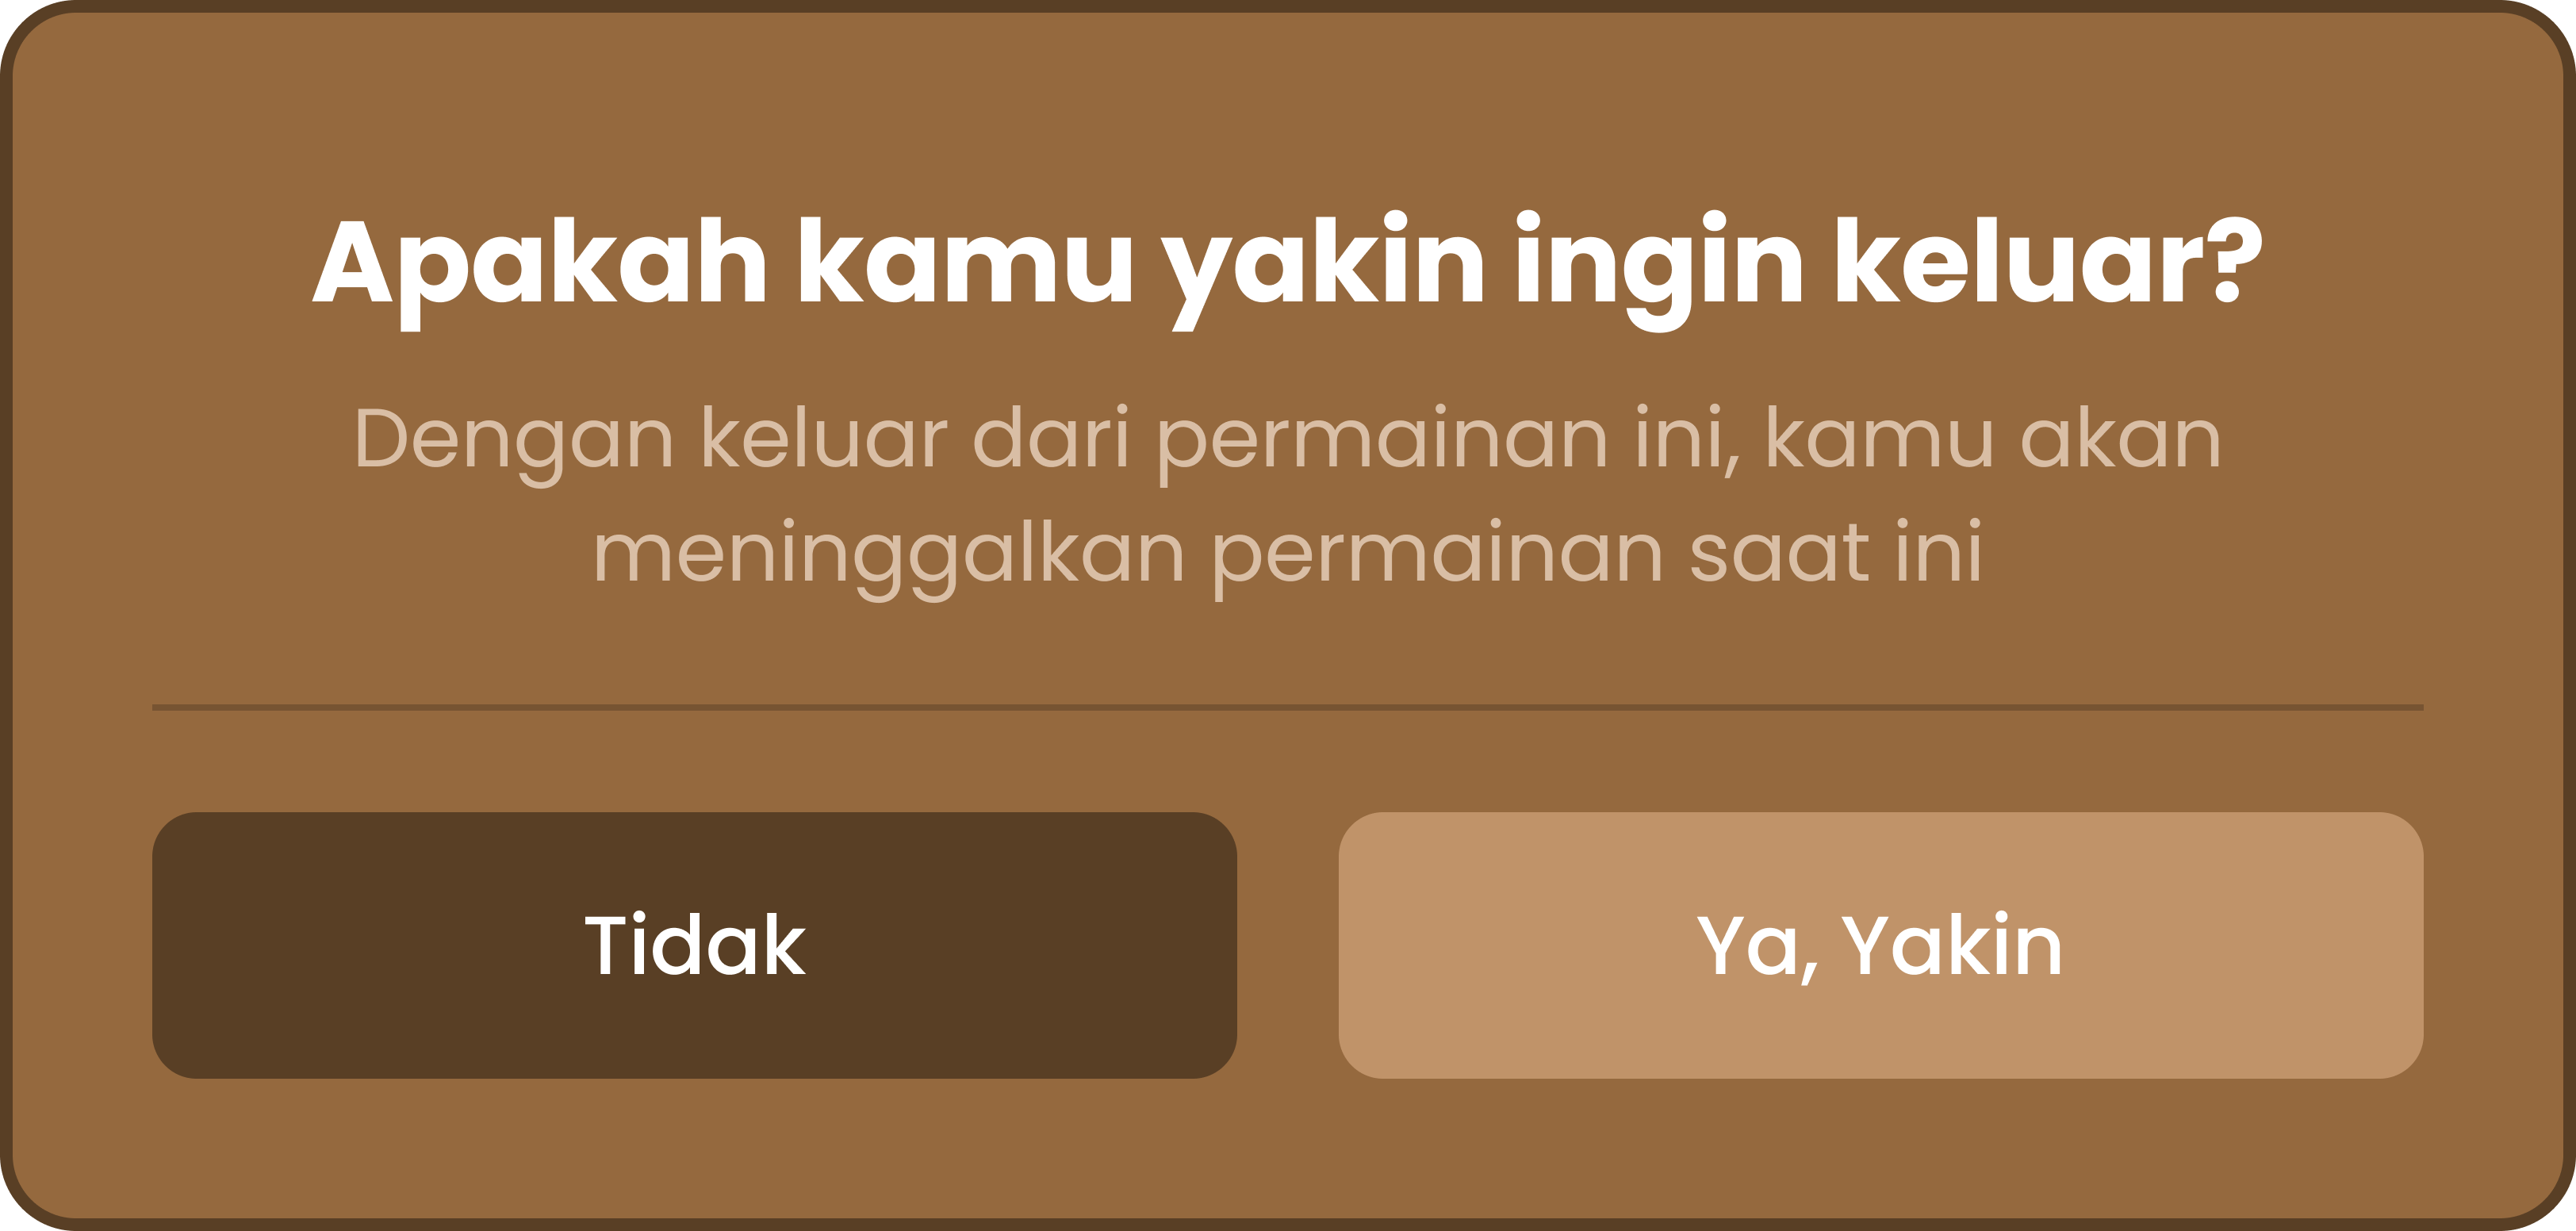 Apakah kamu yakin ingin keluar?
Dengan keluar dari permainan ini, kamu akan
meninggalkan permainan saat ini
Tidak
Ya, Yakin